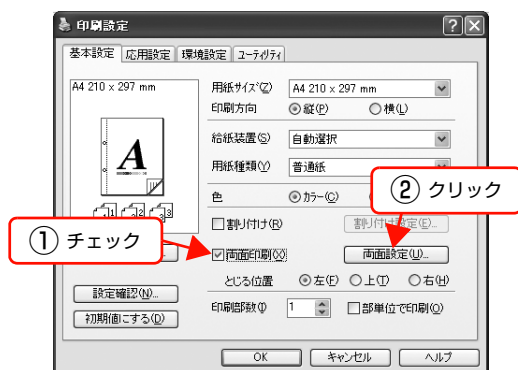 印刷設定
基本設定 応用設定 環境設定 ユーティリティ
A4 210 x 297 mm
用紙サイズ(Z) A4 210 x 297 mm
印刷方向 縦(P) 横(L)
給紙装置(S) 自動選択
用紙種類(Y) 普通紙
色 カラー(C)
② クリック
割り付け(R) 割り付け設定(E)...
① チェック
両面印刷(X) 両面設定(U)...
とじる位置 左(F) 上(T) 右(H)
設定確認(N)...
印刷部数(I) 1 部単位で印刷(O)
初期値にする(D)
OK キャンセル ヘルプ